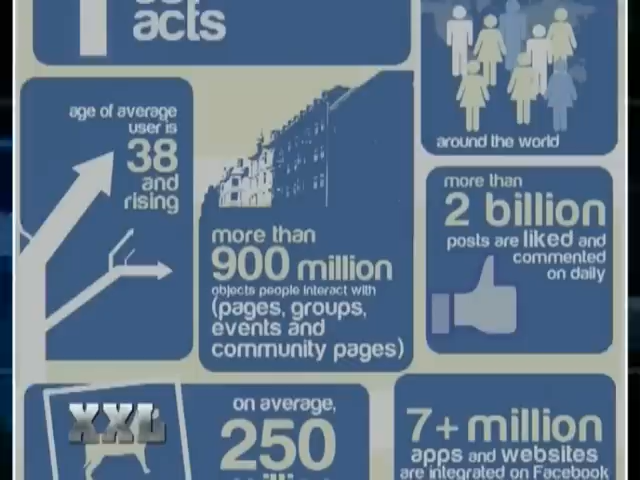 acts
age of average
user is
38
and
rising
more than
900 million
objects people interact with
(pages, groups,
events and
community pages)
around the world
more than
2 billion
posts are liked and
commented
on daily
XXL
on average,
250
7+ million
apps and websites
are integrated on Facebook